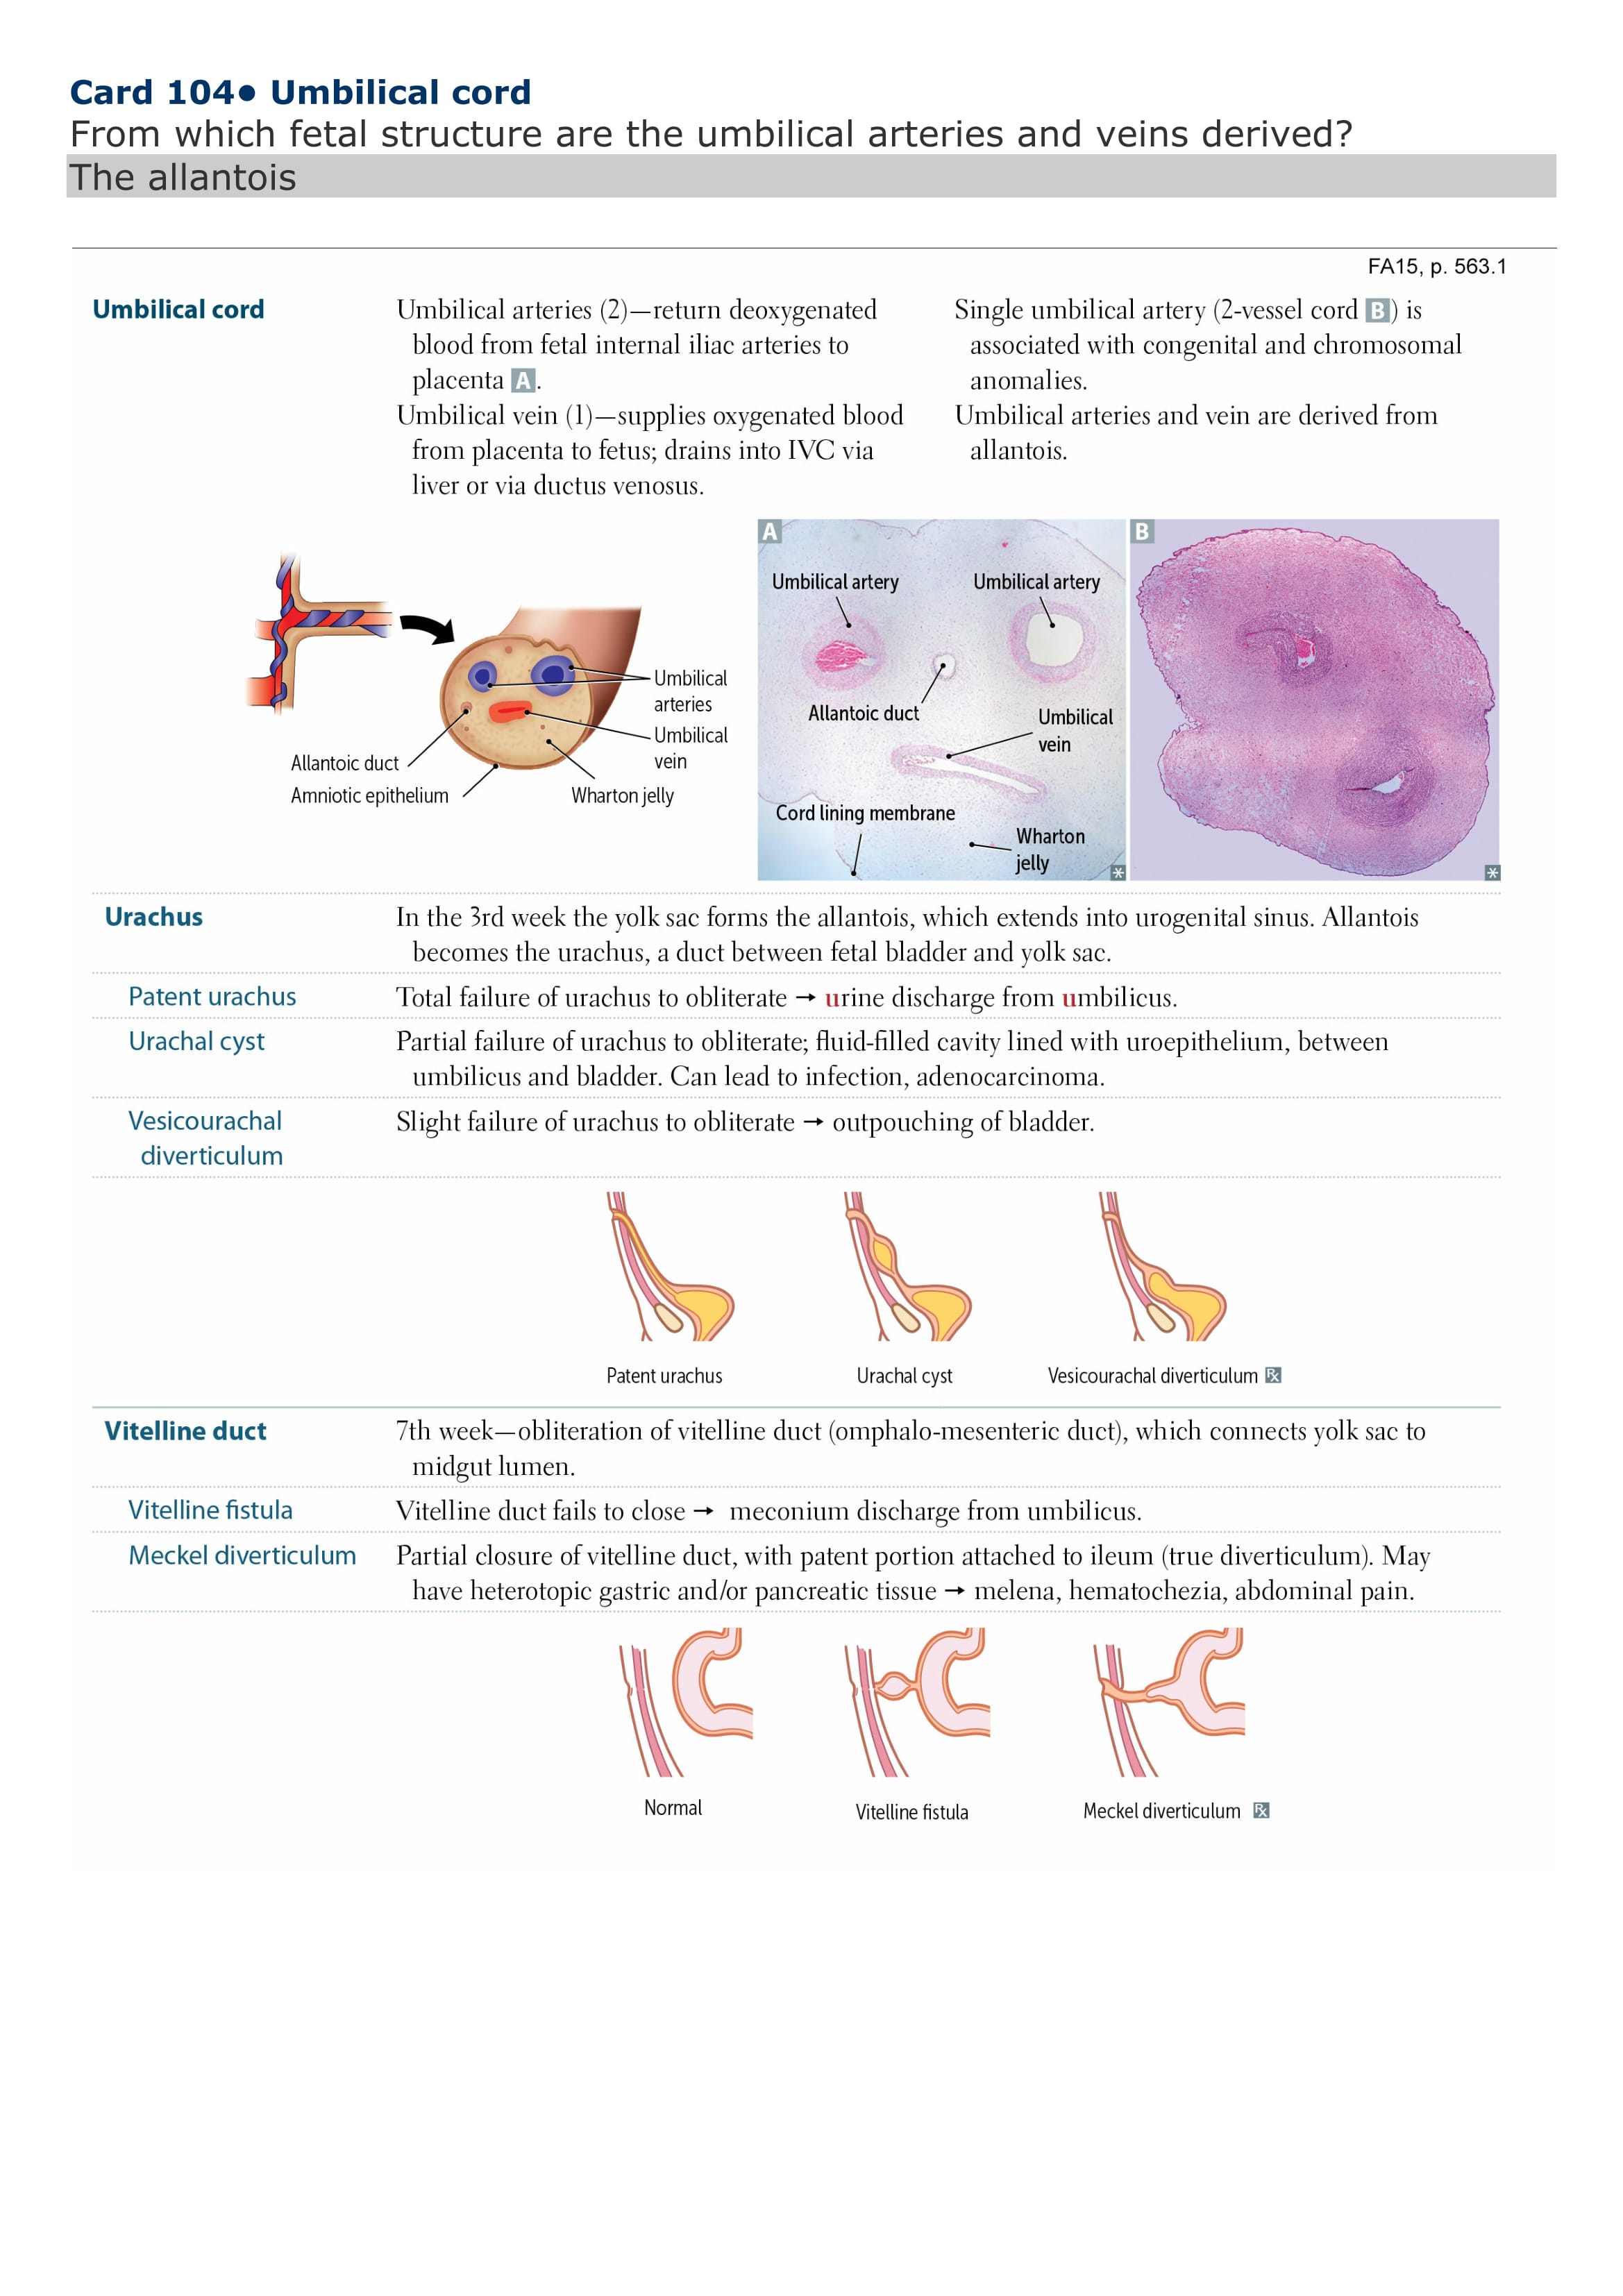 Card 104• Umbilical cord
From which fetal structure are the umbilical arteries and veins derived?
The allantois
FA15, p. 563.1
Umbilical cord
Umbilical arteries (2)—return deoxygenated
blood from fetal internal iliac arteries to
placenta A.
Umbilical vein (1)—supplies oxygenated blood
from placenta to fetus; drains into IVC via
liver or via ductus venosus.
Single umbilical artery (2-vessel cord B) is
associated with congenital and chromosomal
anomalies.
Umbilical arteries and vein are derived from
allantois.
Umbilical
arteries
Umbilical
vein
Allantoic duct
Amniotic epithelium
Wharton jelly
A
Umbilical artery
Umbilical artery
Allantoic duct
Umbilical
vein
Cord lining membrane
Wharton
jelly
*
B
*
Urachus
In the 3rd week the yolk sac forms the allantois, which extends into urogenital sinus. Allantois
becomes the urachus, a duct between fetal bladder and yolk sac.
Patent urachus
Total failure of urachus to obliterate → urine discharge from umbilicus.
Urachal cyst
Partial failure of urachus to obliterate; fluid-filled cavity lined with uroepithelium, between
umbilicus and bladder. Can lead to infection, adenocarcinoma.
Vesicourachal
diverticulum
Slight failure of urachus to obliterate → outpouching of bladder.
Patent urachus
Urachal cyst
Vesicourachal diverticulum Rx
Vitelline duct
7th week—obliteration of vitelline duct (omphalo-mesenteric duct), which connects yolk sac to
midgut lumen.
Vitelline fistula
Vitelline duct fails to close → meconium discharge from umbilicus.
Meckel diverticulum
Partial closure of vitelline duct, with patent portion attached to ileum (true diverticulum). May
have heterotopic gastric and/or pancreatic tissue → melena, hematochezia, abdominal pain.
Normal
Vitelline fistula
Meckel diverticulum Rx